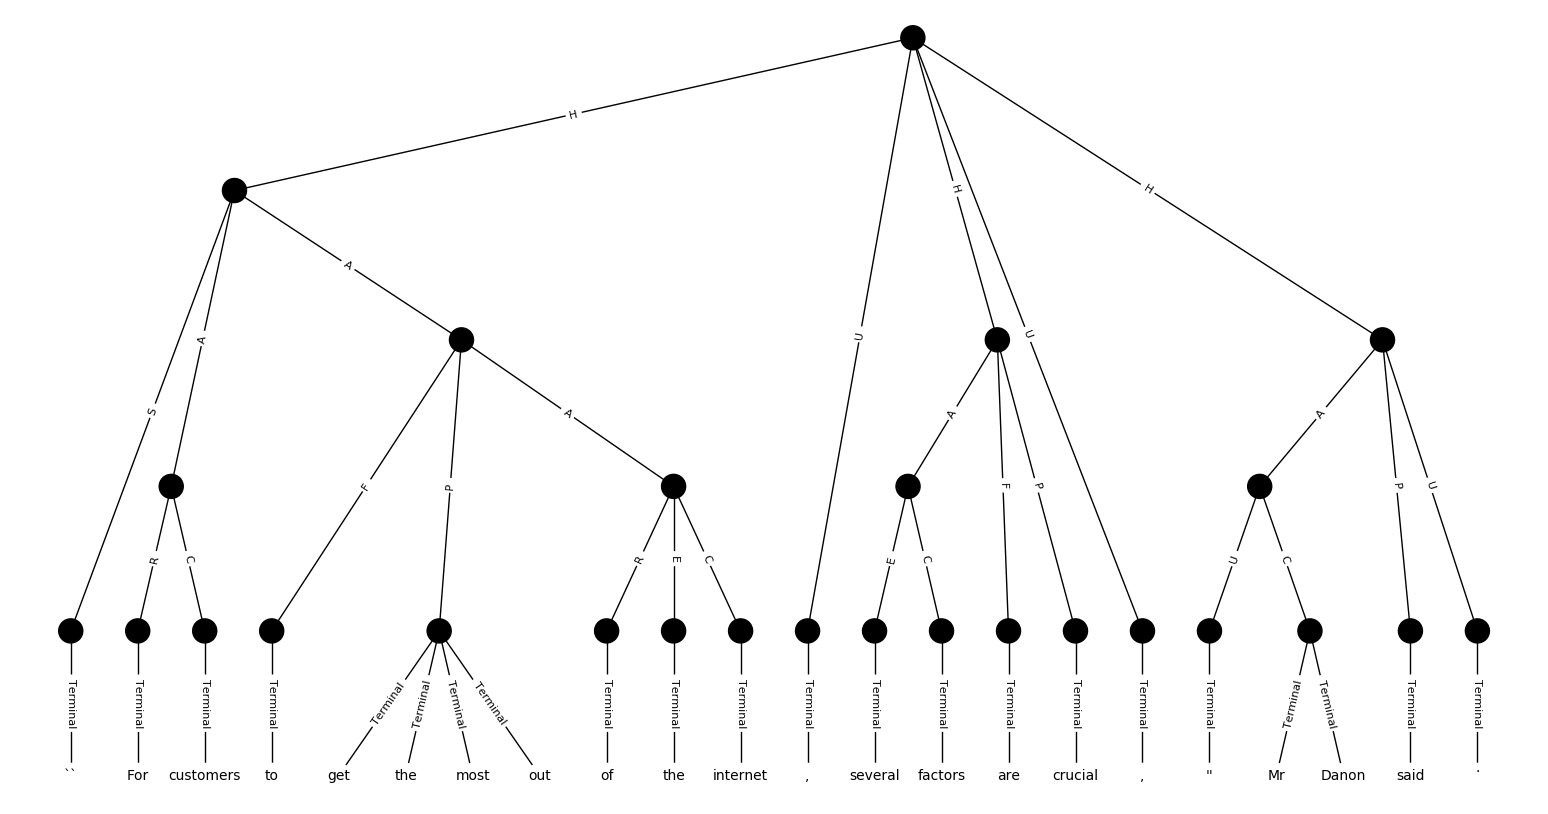 H
H
H
A
A
U
U
S
A
A
A
F
P
F
P
P
U
R
C
R
E
C
E
C
U
C
Terminal Terminal Terminal Terminal Terminal Terminal Terminal Terminal Terminal Terminal Terminal Terminal Terminal Terminal Terminal Terminal Terminal Terminal Terminal Terminal Terminal Terminal
`` For customers to get the most out of the internet , several factors are crucial , " Mr Danon said .